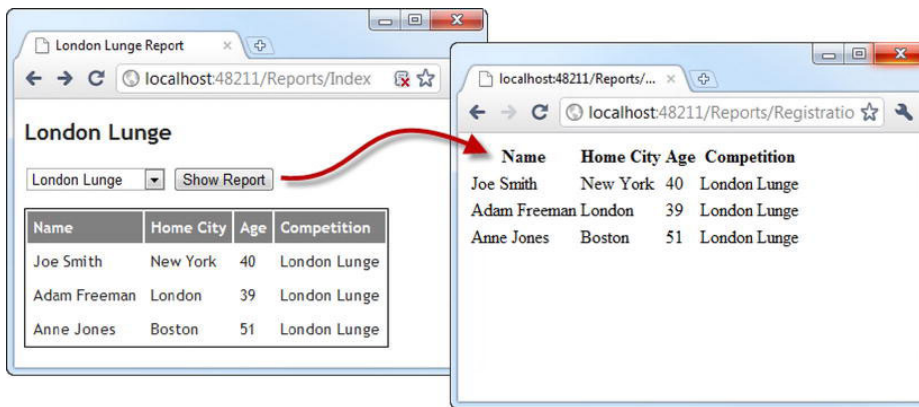 London Lunge Report
localhost:48211/Reports/Index
London Lunge
London Lunge Show Report
Name Home City Age Competition
Joe Smith New York 40 London Lunge
Adam Freeman London 39 London Lunge
Anne Jones Boston 51 London Lunge
localhost:48211/Reports/...
localhost:48211/Reports/Registratio
Name Home City Age Competition
Joe Smith New York 40 London Lunge
Adam Freeman London 39 London Lunge
Anne Jones Boston 51 London Lunge